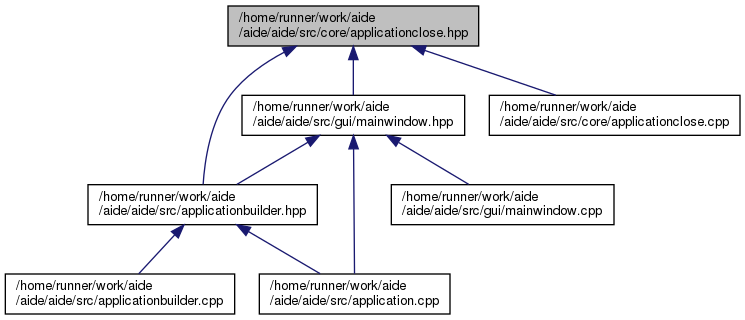 /home/runner/work/aide
/aide/aide/src/core/applicationclose.hpp
/home/runner/work/aide
/aide/aide/src/gui/mainwindow.hpp
/home/runner/work/aide
/aide/aide/src/core/applicationclose.cpp
/home/runner/work/aide
/aide/aide/src/applicationbuilder.hpp
/home/runner/work/aide
/aide/aide/src/gui/mainwindow.cpp
/home/runner/work/aide
/aide/aide/src/applicationbuilder.cpp
/home/runner/work/aide
/aide/aide/src/application.cpp